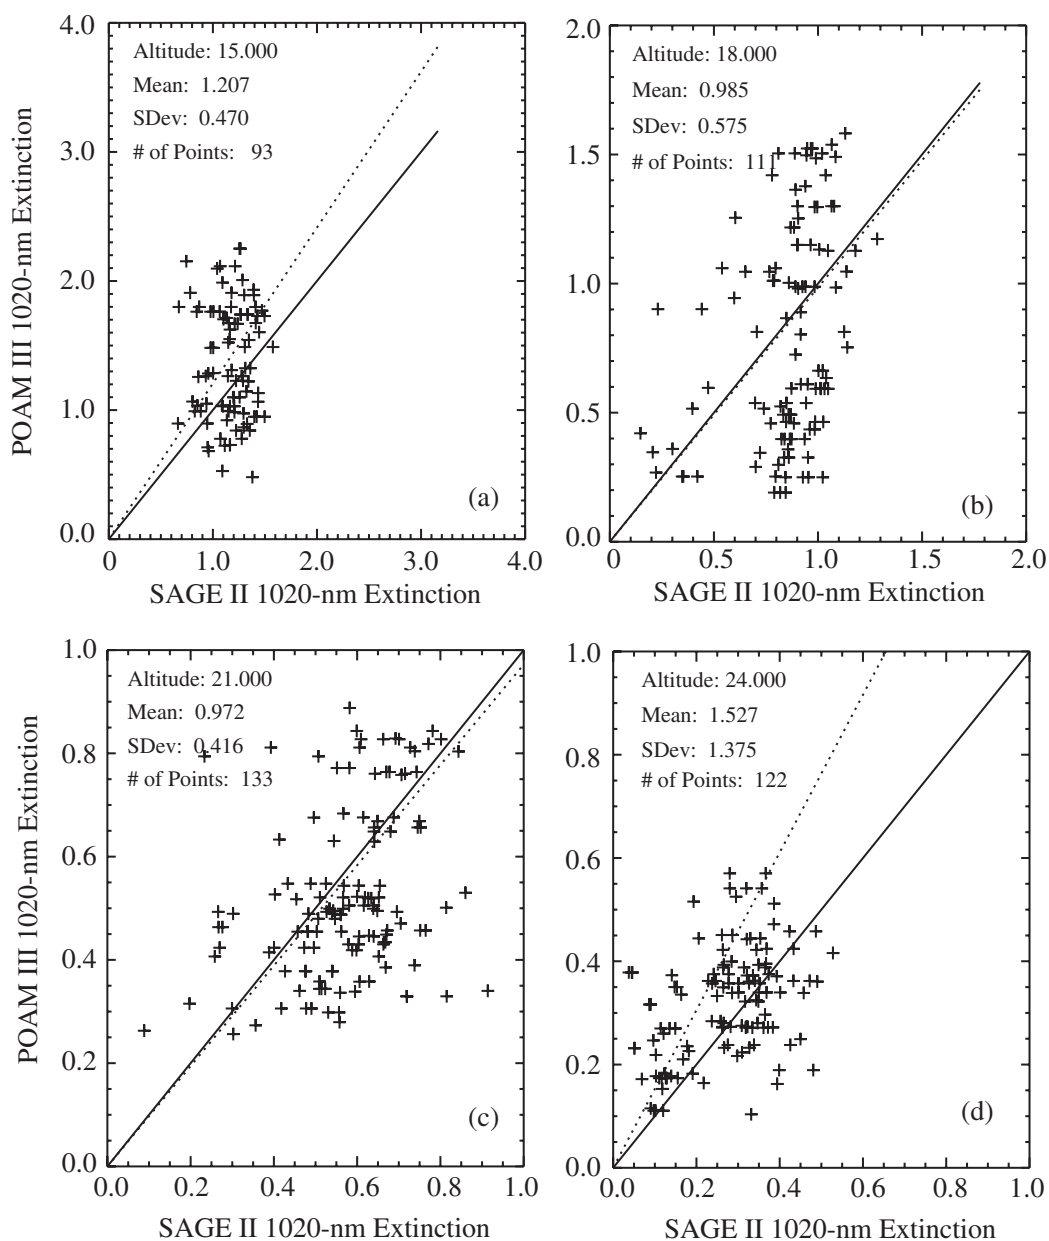 4.0
3.0
2.0
1.0
0.0
POAM III 1020-nm Extinction
Altitude: 15.000
Mean: 1.207
SDev: 0.470
# of Points: 93
(a)
0 1.0 2.0 3.0 4.0
SAGE II 1020-nm Extinction
2.0
1.5
1.0
0.5
0.0
Altitude: 18.000
Mean: 0.985
SDev: 0.575
# of Points: 111
(b)
0 0.5 1.0 1.5 2.0
SAGE II 1020-nm Extinction
1.0
0.8
0.6
0.4
0.2
0.0
POAM III 1020-nm Extinction
Altitude: 21.000
Mean: 0.972
SDev: 0.416
# of Points: 133
(c)
0.0 0.2 0.4 0.6 0.8 1.0
SAGE II 1020-nm Extinction
1.0
0.8
0.6
0.4
0.2
0.0
Altitude: 24.000
Mean: 1.527
SDev: 1.375
# of Points: 122
(d)
0.0 0.2 0.4 0.6 0.8 1.0
SAGE II 1020-nm Extinction